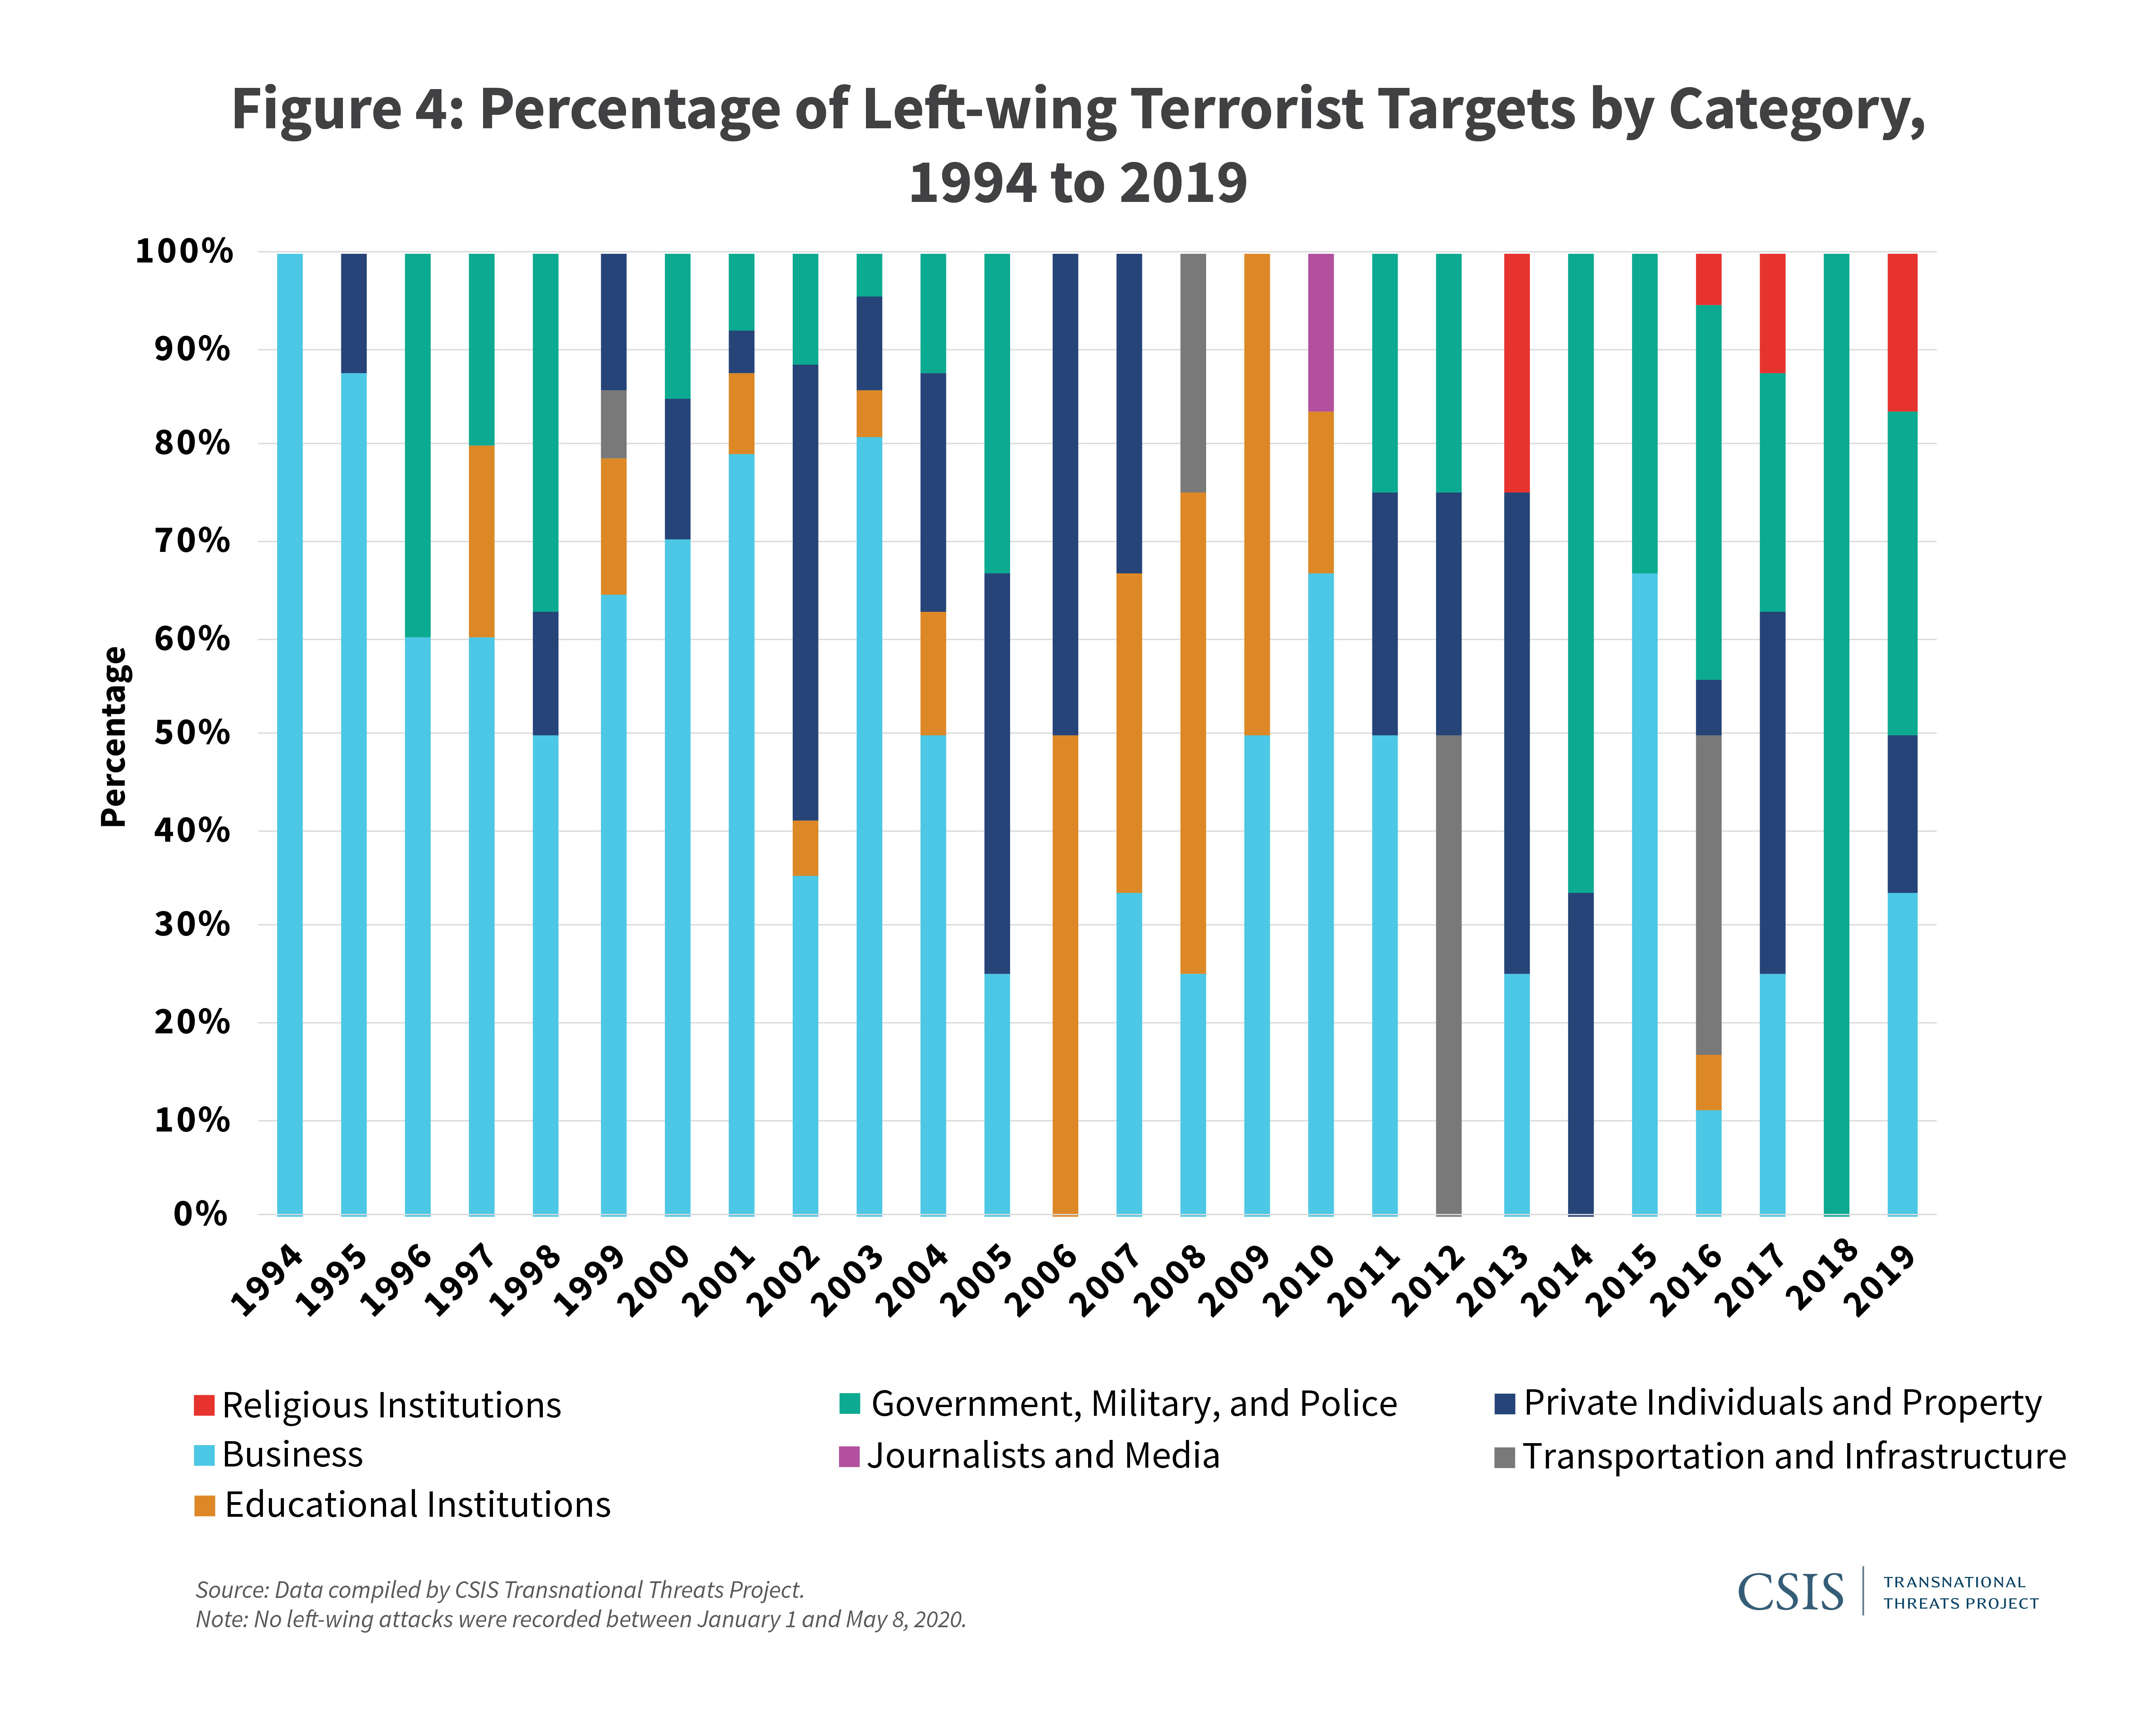 Figure 4: Percentage of Left-wing Terrorist Targets by Category,
1994 to 2019
Percentage
100%
90%
80%
70%
60%
50%
40%
30%
20%
10%
0%
1994 1995 1996 1997 1998 1999 2000 2001 2002 2003 2004 2005 2006 2007 2008 2009 2010 2011 2012 2013 2014 2015 2016 2017 2018 2019
Religious Institutions Government, Military, and Police Private Individuals and Property
Business Journalists and Media Transportation and Infrastructure
Educational Institutions
Source: Data compiled by CSIS Transnational Threats Project.
Note: No left-wing attacks were recorded between January 1 and May 8, 2020.
CSIS
TRANSNATIONAL
THREATS PROJECT